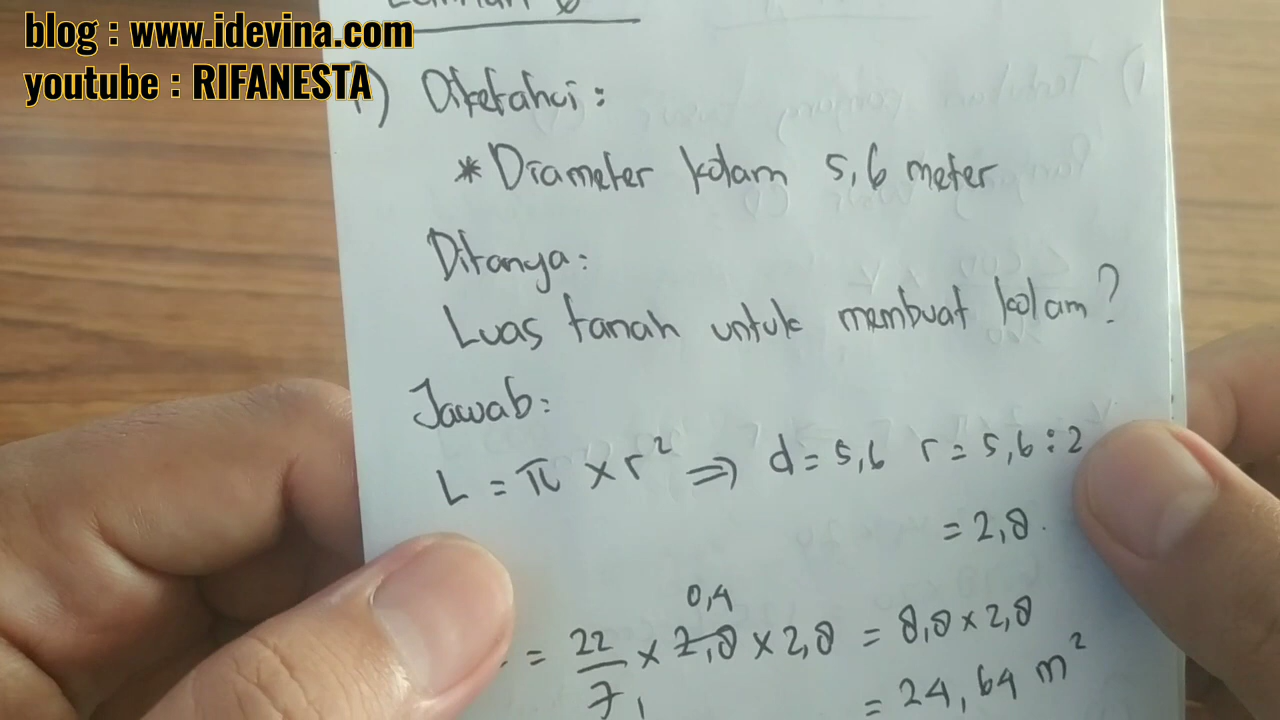 blog : www.idevina.com
youtube : RIFANESTA
1) Diketahui :
* Diameter kolam 5,6 meter
Ditanya :
Luas tanah untuk membuat kolam ?
Jawab :
L = π × r² ⇒ d = 5,6 r = 5,6 : 2
= 2,8.
0,4
= 22/7 × 2,8 × 2,8 = 8,8 × 2,8
1
= 24,64 m²